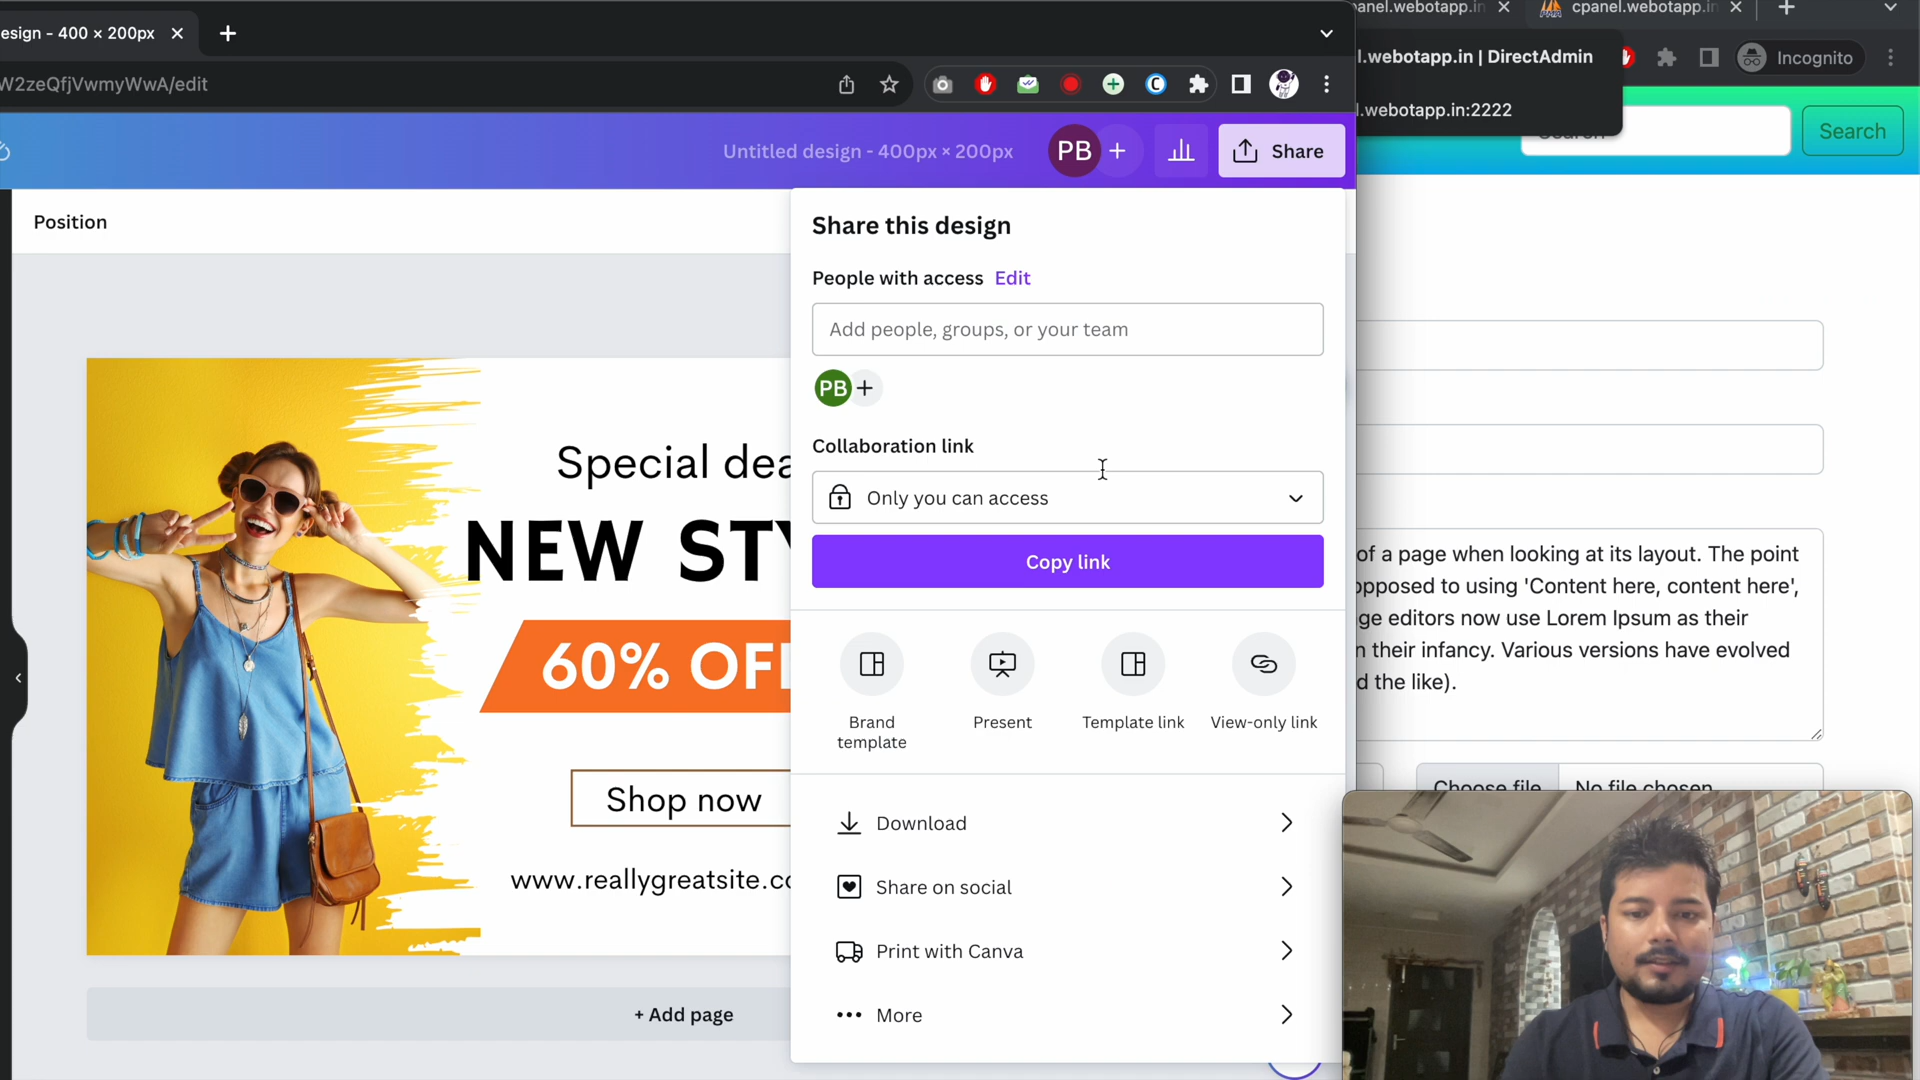 esign - 400 × 200px
W2zeQfjVwmyWwA/edit
panel.webotapp.in
cpanel.webotapp.in
l.webotapp.in | DirectAdmin
Incognito
l.webotapp.in:2222
Search
Search
Untitled design - 400px × 200px
PB
Share
Position
Share this design
People with access Edit
Add people, groups, or your team
PB
Collaboration link
Only you can access
Copy link
Brand
template
Present
Template link
View-only link
Download
Share on social
Print with Canva
More
Special dea
NEW STY
60% OFF
Shop now
www.reallygreatsite.co
+ Add page
of a page when looking at its layout. The point
opposed to using 'Content here, content here',
ge editors now use Lorem Ipsum as their
n their infancy. Various versions have evolved
d the like).
Choose file No file chosen